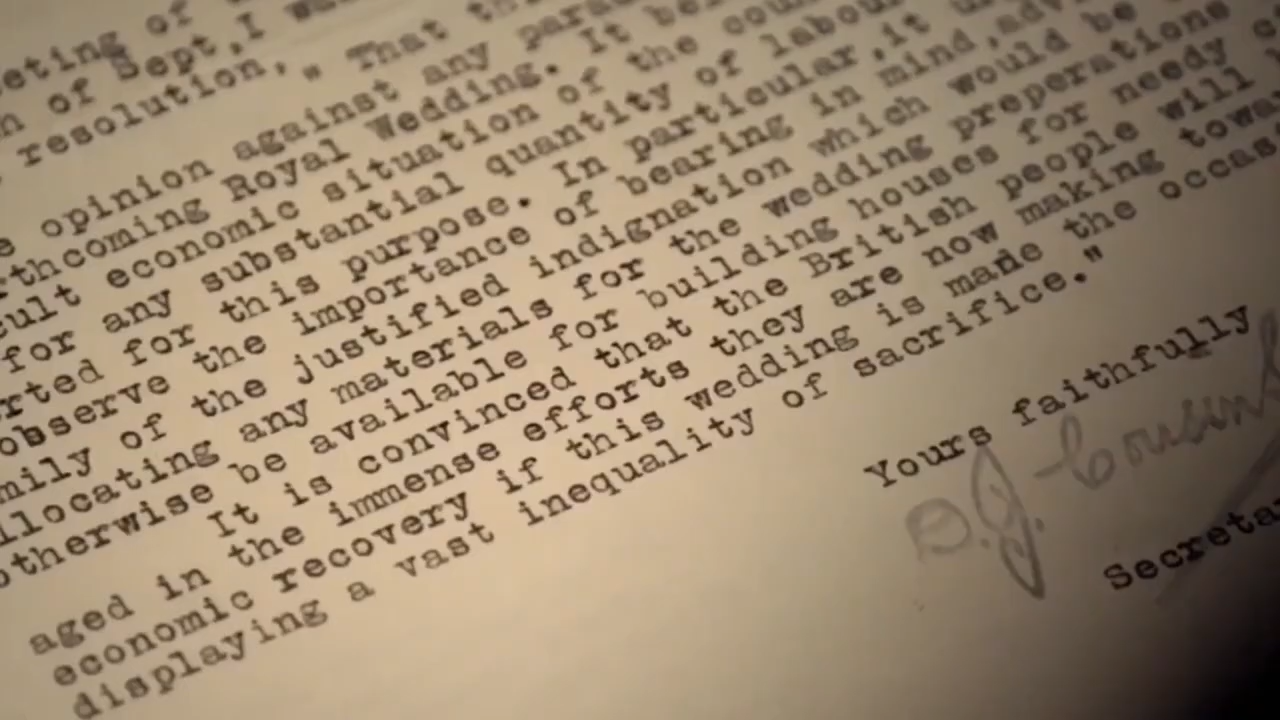 eting of
n of Sept,I
resolution," That
opinion against any
rthcoming Royal Wedding. It
cult economic situation of the coun
for any substantial quantity of labour
rted for this purpose. In particular,it
observe the importance of bearing in mind,adv
mily of the justified indignation which would be
llocating any materials for the wedding preperations
otherwise be available for building houses for needy
It is convinced that the British people will
aged in the immense efforts they are now making towar
economic recovery if this wedding is made the occas
displaying a vast inequality of sacrifice."
Yours faithfully
Secreta